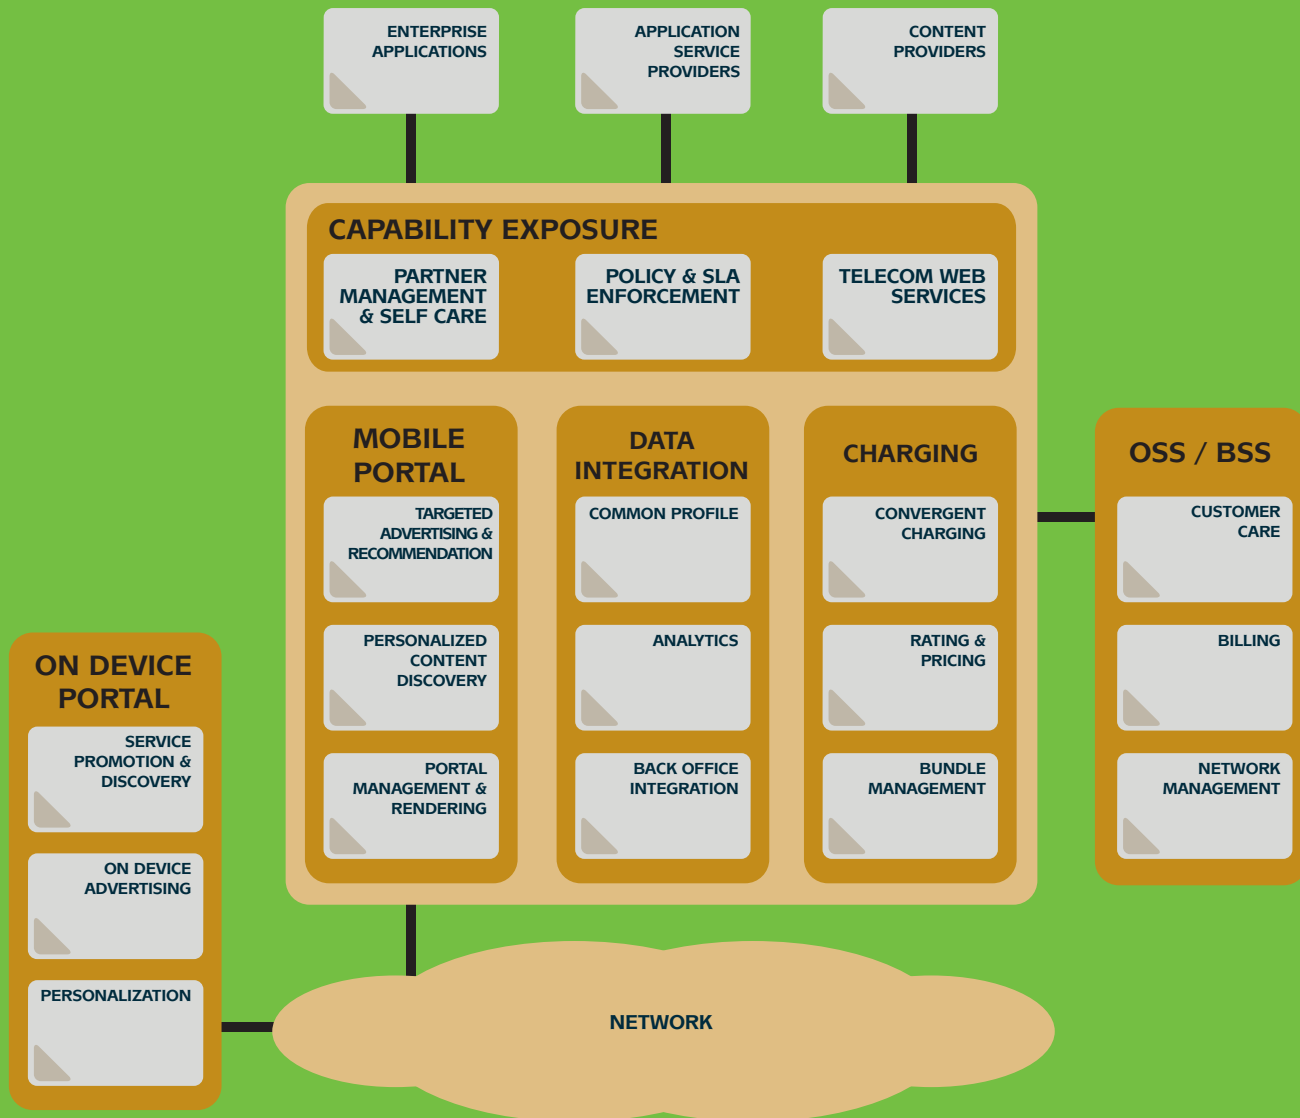 ENTERPRISE
APPLICATIONS
APPLICATION
SERVICE
PROVIDERS
CONTENT
PROVIDERS
CAPABILITY EXPOSURE
PARTNER
MANAGEMENT
& SELF CARE
POLICY & SLA
ENFORCEMENT
TELECOM WEB
SERVICES
MOBILE
PORTAL
TARGETED
ADVERTISING &
RECOMMENDATION
PERSONALIZED
CONTENT
DISCOVERY
PORTAL
MANAGEMENT &
RENDERING
DATA
INTEGRATION
COMMON PROFILE
ANALYTICS
BACK OFFICE
INTEGRATION
CHARGING
CONVERGENT
CHARGING
RATING &
PRICING
BUNDLE
MANAGEMENT
OSS / BSS
CUSTOMER
CARE
BILLING
NETWORK
MANAGEMENT
ON DEVICE
PORTAL
SERVICE
PROMOTION &
DISCOVERY
ON DEVICE
ADVERTISING
PERSONALIZATION
NETWORK